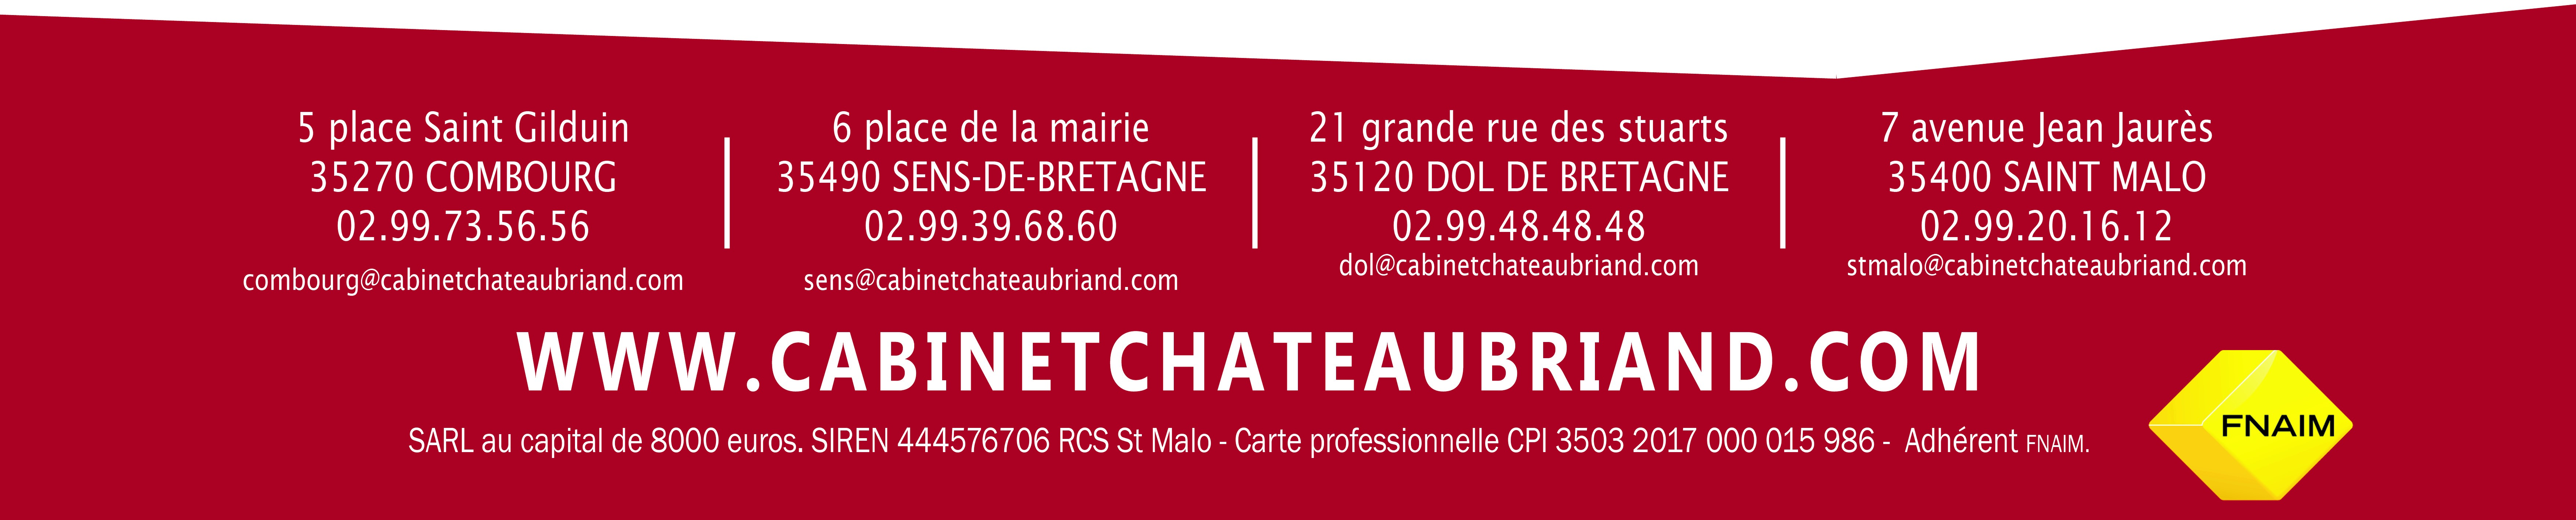 5 place Saint Gilduin
35270 COMBOURG
02.99.73.56.56
combourg@cabinetchateaubriand.com
6 place de la mairie
35490 SENS-DE-BRETAGNE
02.99.39.68.60
sens@cabinetchateaubriand.com
21 grande rue des stuarts
35120 DOL DE BRETAGNE
02.99.48.48.48
dol@cabinetchateaubriand.com
7 avenue Jean Jaurès
35400 SAINT MALO
02.99.20.16.12
stmalo@cabinetchateaubriand.com
WWW.CABINETCHATEAUBRIAND.COM
SARL au capital de 8000 euros. SIREN 444576706 RCS St Malo - Carte professionnelle CPI 3503 2017 000 015 986 - Adhérent FNAIM.
FNAIM